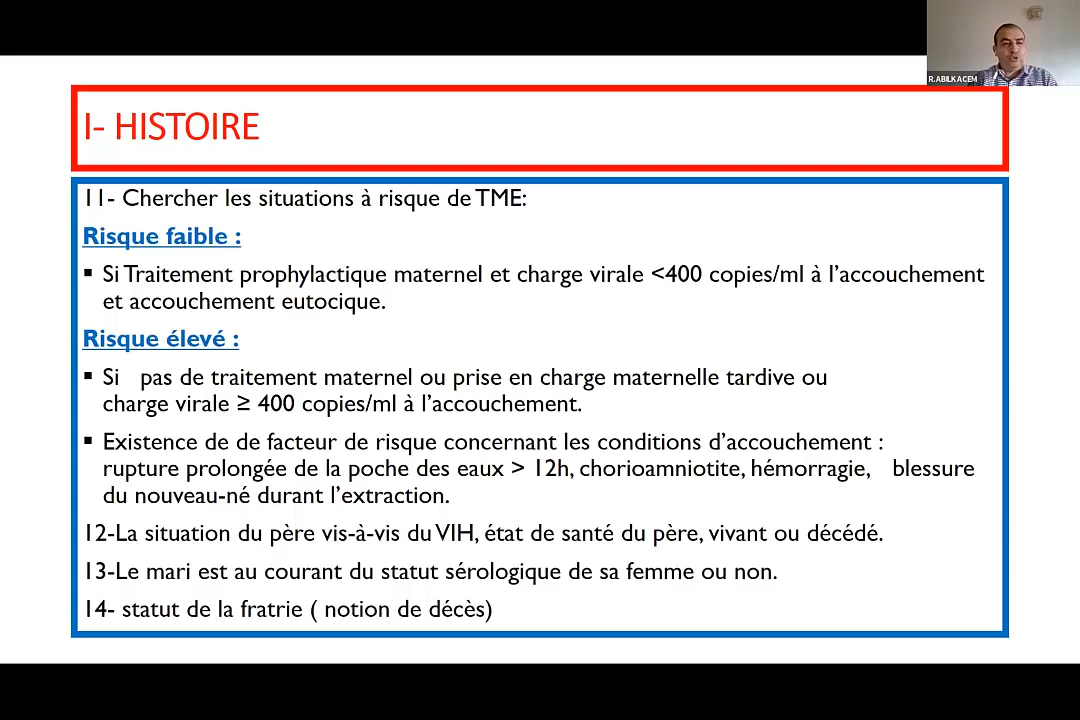 R.ABILKACEM
I- HISTOIRE
11- Chercher les situations à risque de TME:
Risque faible :
▪ Si Traitement prophylactique maternel et charge virale <400 copies/ml à l’accouchement
et accouchement eutocique.
Risque élevé :
▪ Si pas de traitement maternel ou prise en charge maternelle tardive ou
charge virale ≥ 400 copies/ml à l’accouchement.
▪ Existence de de facteur de risque concernant les conditions d’accouchement :
rupture prolongée de la poche des eaux > 12h, chorioamniotite, hémorragie, blessure
du nouveau-né durant l’extraction.
12-La situation du père vis-à-vis du VIH, état de santé du père, vivant ou décédé.
13-Le mari est au courant du statut sérologique de sa femme ou non.
14- statut de la fratrie ( notion de décès)